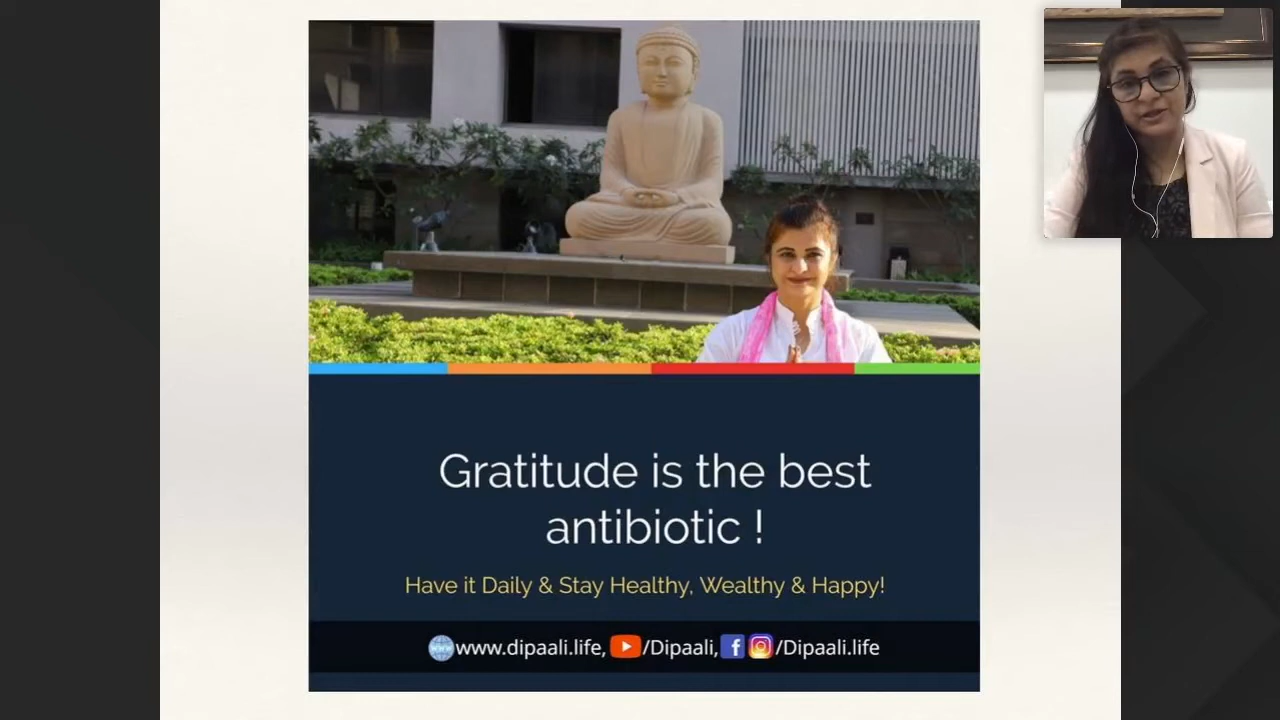 Gratitude is the best
antibiotic !
Have it Daily & Stay Healthy, Wealthy & Happy!
www.dipaali.life, /Dipaali, /Dipaali.life